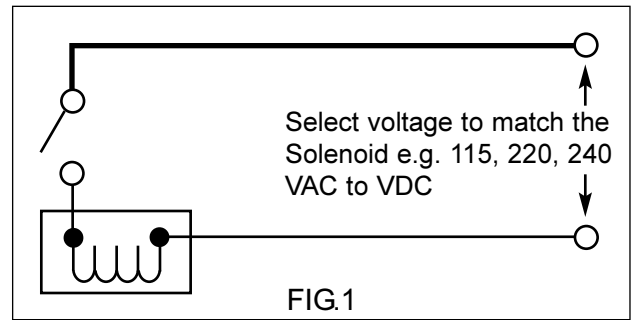 Select voltage to match the
Solenoid e.g. 115, 220, 240
VAC to VDC
FIG.1